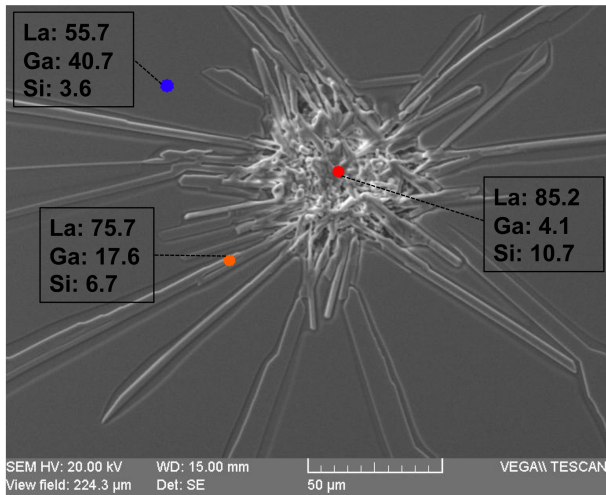 La: 55.7
Ga: 40.7
Si: 3.6
La: 85.2
Ga: 4.1
Si: 10.7
La: 75.7
Ga: 17.6
Si: 6.7
SEM HV: 20.00 kV WD: 15.00 mm VEGA\\ TESCAN
View field: 224.3 µm Det: SE 50 µm